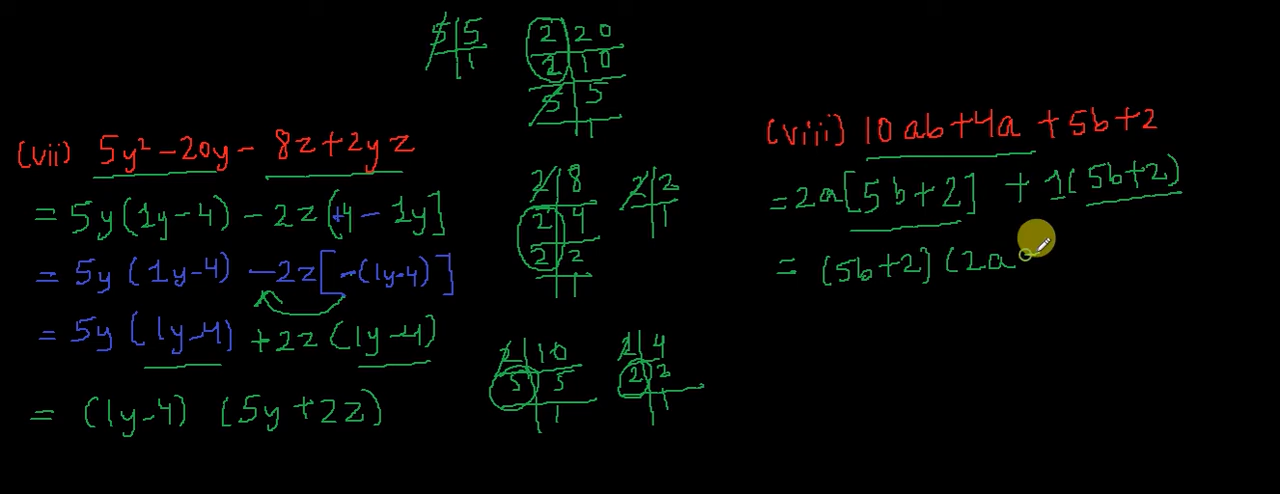 (vii) 5y² - 20y - 8z + 2yz
= 5y(1y-4) - 2z[+4 - 1y]
= 5y (1y-4) -2z[-(1y-4)]
= 5y (1y-4) +2z (1y-4)
= (1y-4) (5y+2z)
5 | 5
1
2 | 20
2 | 10
5 | 5
1
2 | 8
2 | 4
2 | 2
1
2 | 2
1
2 | 10
5 | 5
1
2 | 4
2 | 2
1
(viii) 10ab+4a + 5b+2
= 2a[5b+2] + 1(5b+2)
= (5b+2) (2a